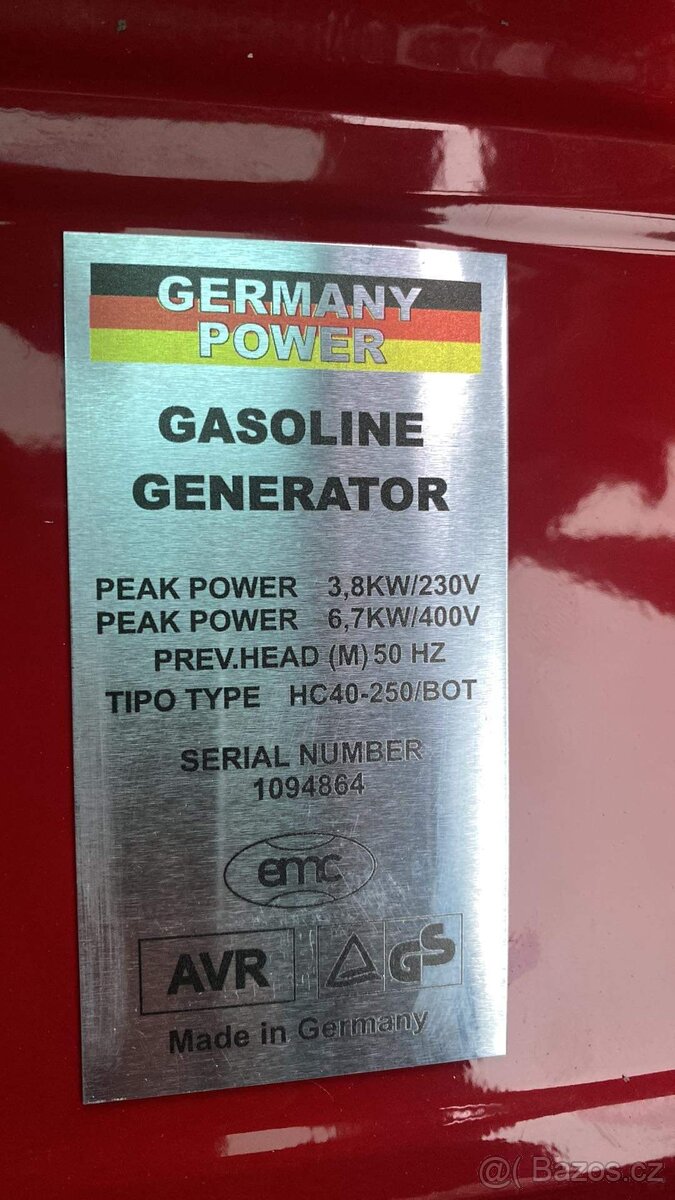 GERMANY
POWER
GASOLINE
GENERATOR
PEAK POWER 3,8KW/230V
PEAK POWER 6,7KW/400V
PREV.HEAD (M) 50 HZ
TIPO TYPE HC40-250/BOT
SERIAL NUMBER
1094864
emc
AVR GS
Made in Germany
@( Bazos.cz